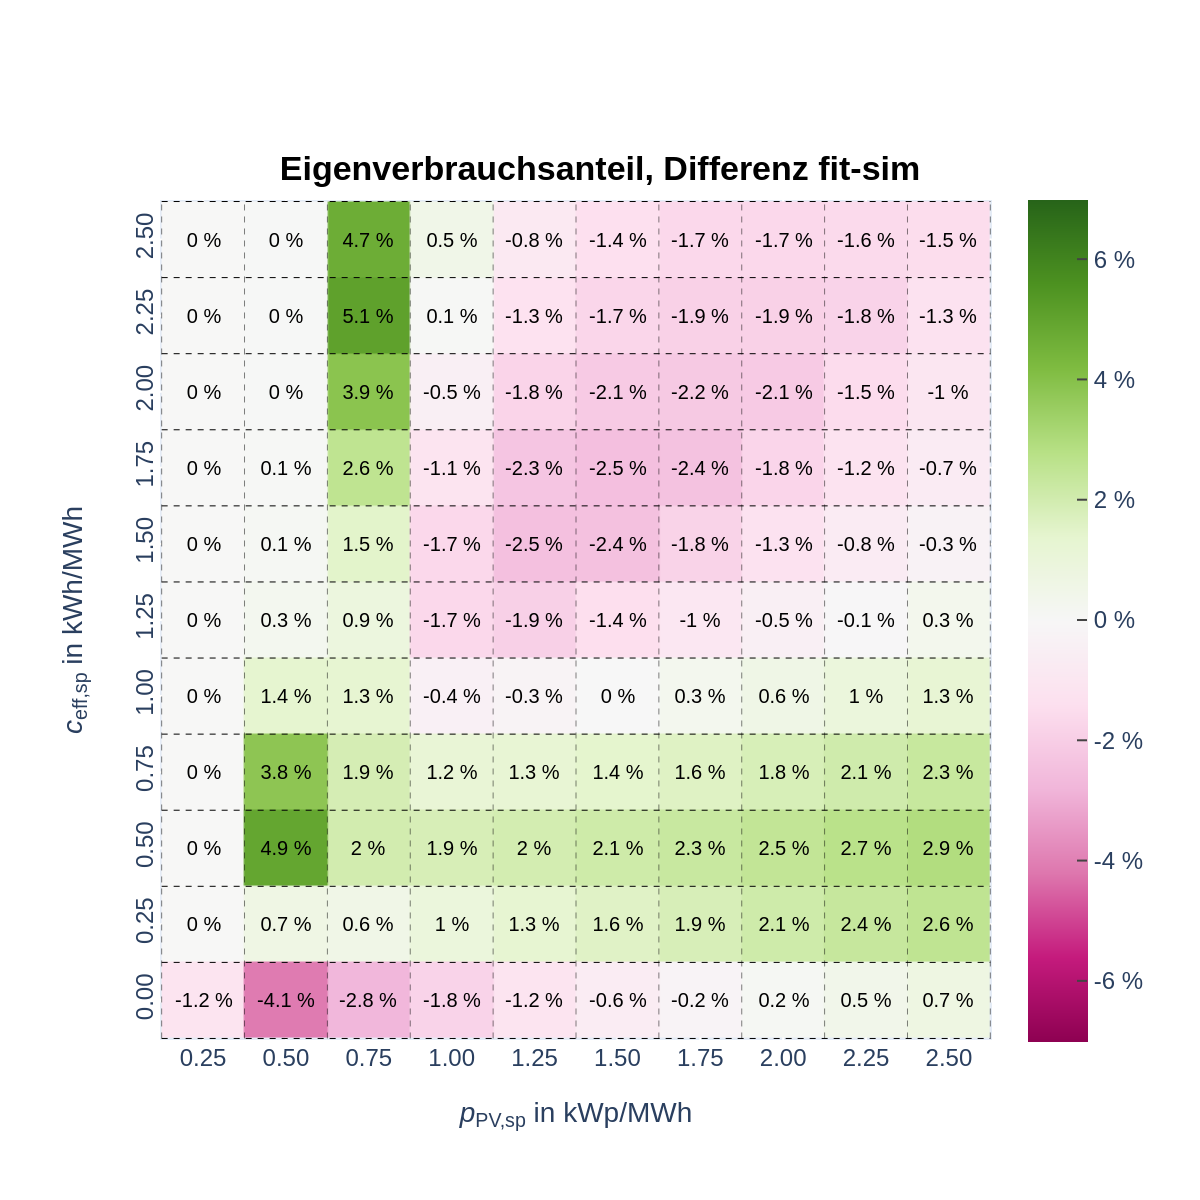 Eigenverbrauchsanteil, Differenz fit-sim
2.50 0 % 0 % 4.7 % 0.5 % -0.8 % -1.4 % -1.7 % -1.7 % -1.6 % -1.5 %
2.25 0 % 0 % 5.1 % 0.1 % -1.3 % -1.7 % -1.9 % -1.9 % -1.8 % -1.3 %
2.00 0 % 0 % 3.9 % -0.5 % -1.8 % -2.1 % -2.2 % -2.1 % -1.5 % -1 %
1.75 0 % 0.1 % 2.6 % -1.1 % -2.3 % -2.5 % -2.4 % -1.8 % -1.2 % -0.7 %
1.50 0 % 0.1 % 1.5 % -1.7 % -2.5 % -2.4 % -1.8 % -1.3 % -0.8 % -0.3 %
1.25 0 % 0.3 % 0.9 % -1.7 % -1.9 % -1.4 % -1 % -0.5 % -0.1 % 0.3 %
1.00 0 % 1.4 % 1.3 % -0.4 % -0.3 % 0 % 0.3 % 0.6 % 1 % 1.3 %
0.75 0 % 3.8 % 1.9 % 1.2 % 1.3 % 1.4 % 1.6 % 1.8 % 2.1 % 2.3 %
0.50 0 % 4.9 % 2 % 1.9 % 2 % 2.1 % 2.3 % 2.5 % 2.7 % 2.9 %
0.25 0 % 0.7 % 0.6 % 1 % 1.3 % 1.6 % 1.9 % 2.1 % 2.4 % 2.6 %
0.00 -1.2 % -4.1 % -2.8 % -1.8 % -1.2 % -0.6 % -0.2 % 0.2 % 0.5 % 0.7 %
0.25 0.50 0.75 1.00 1.25 1.50 1.75 2.00 2.25 2.50
pPV,sp in kWp/MWh
ceff,sp in kWh/MWh
6 %
4 %
2 %
0 %
-2 %
-4 %
-6 %